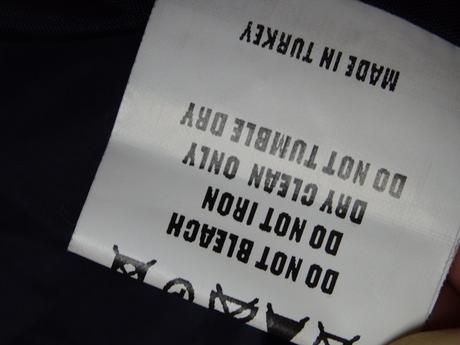 DO NOT BLEACH
DO NOT IRON
DRY CLEAN ONLY
DO NOT TUMBLE DRY
MADE IN TURKEY